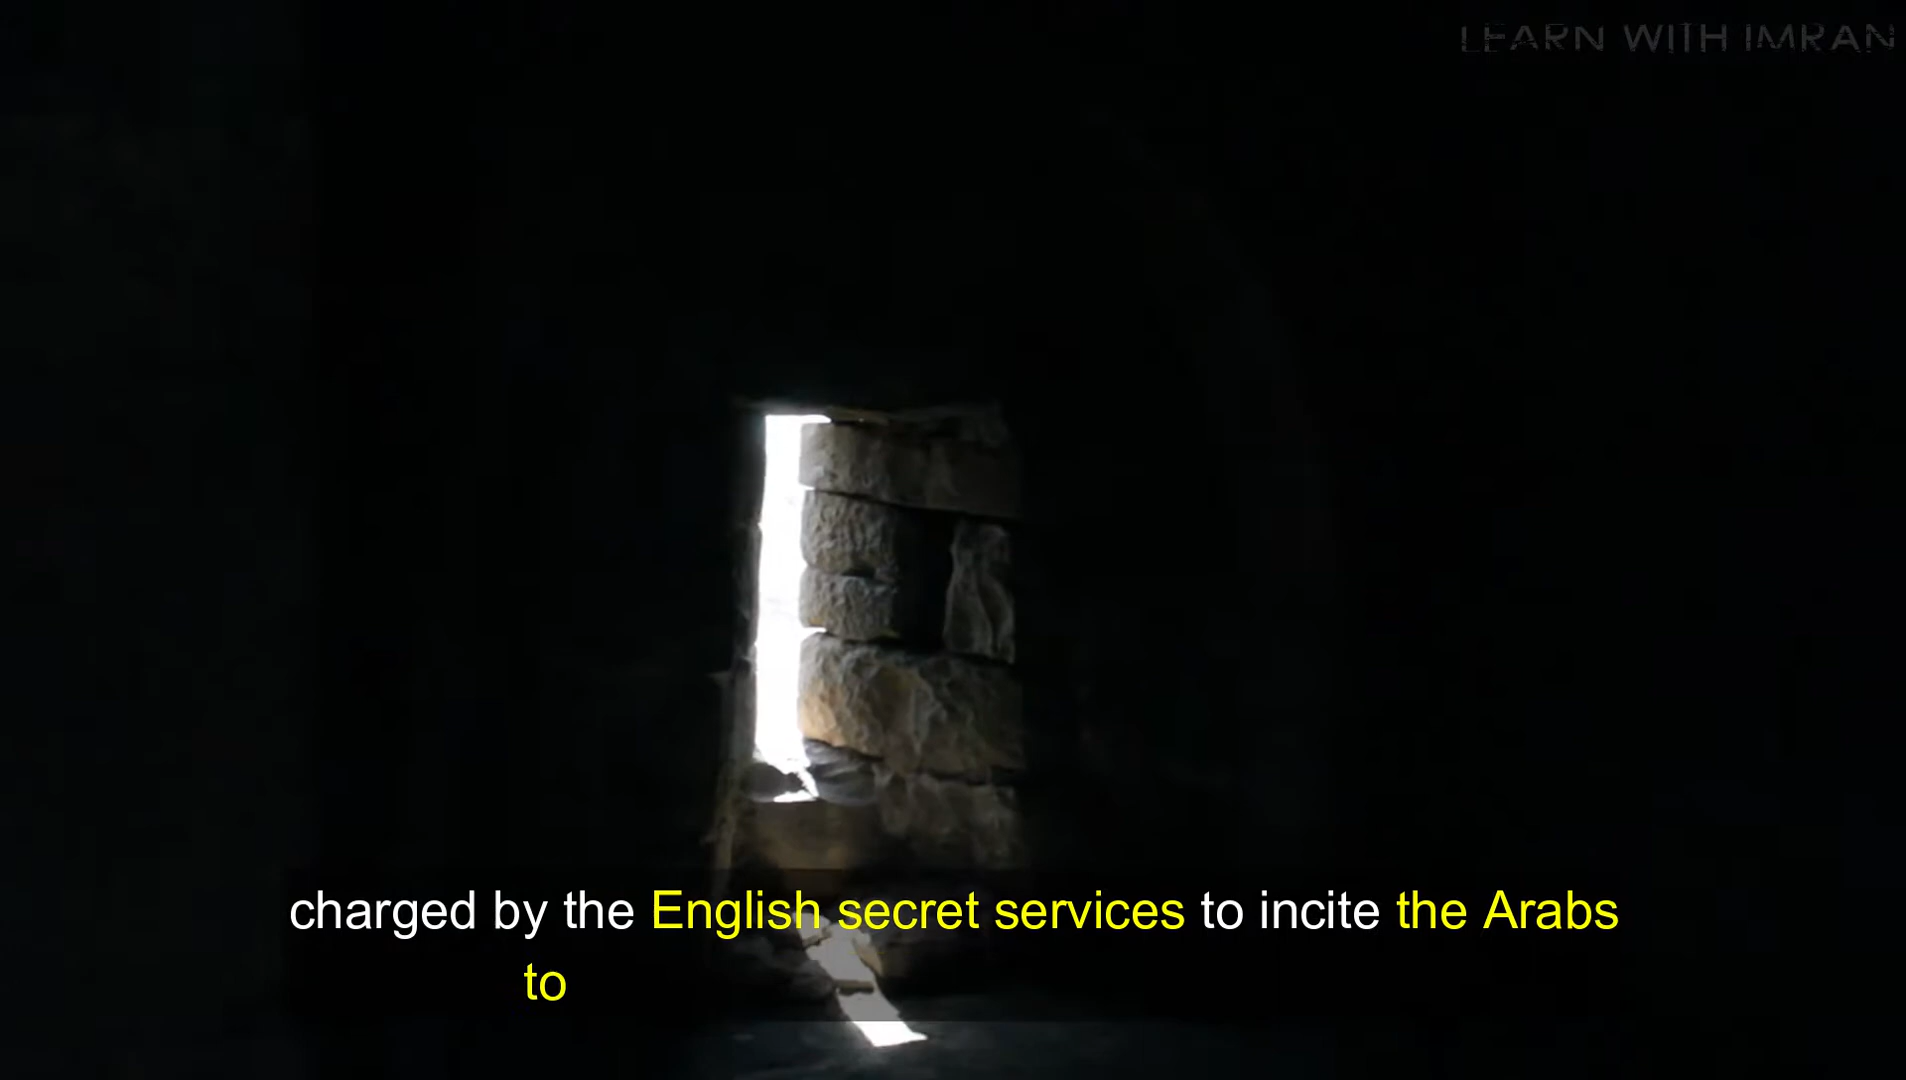 LEARN WITH IMRAN
charged by the English secret services to incite the Arabs
to